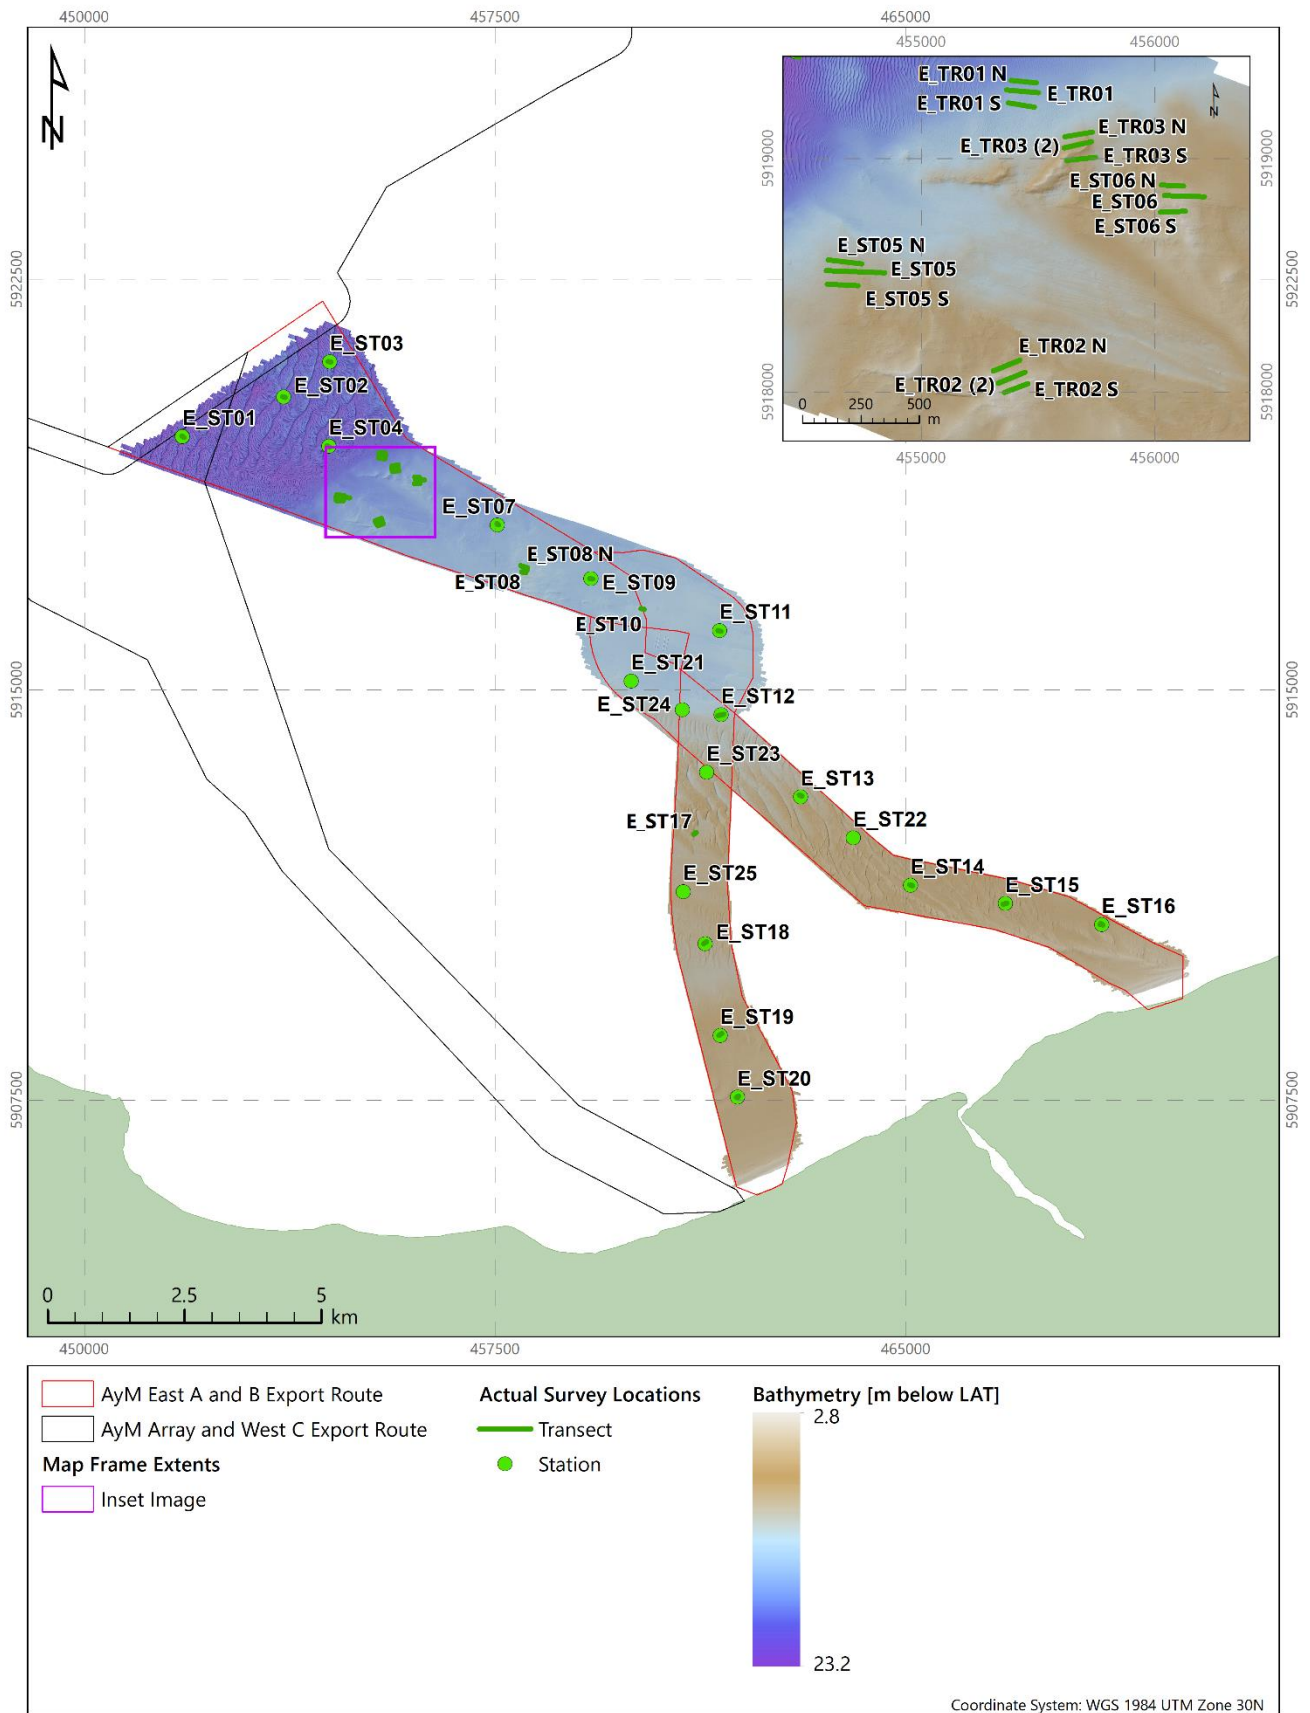 450000
457500
465000
N
5922500
5915000
5907500
5922500
5915000
5907500
455000
456000
5919000
5918000
5919000
5918000
E_TR01 N
E_TR01
E_TR01 S
E_TR03 N
E_TR03 (2)
E_TR03 S
E_ST06 N
E_ST06
E_ST06 S
E_ST05 N
E_ST05
E_ST05 S
E_TR02 N
E_TR02 (2)
E_TR02 S
0 250 500
m
N
455000
456000
E_ST03
E_ST02
E_ST01
E_ST04
E_ST07
E_ST08 N
E_ST08
E_ST09
E_ST10
E_ST11
E_ST21
E_ST24
E_ST12
E_ST23
E_ST13
E_ST17
E_ST22
E_ST25
E_ST14
E_ST15
E_ST16
E_ST18
E_ST19
E_ST20
0 2.5 5
km
450000
457500
465000
AyM East A and B Export Route
AyM Array and West C Export Route
Map Frame Extents
Inset Image
Actual Survey Locations
Transect
Station
Bathymetry [m below LAT]
2.8
23.2
Coordinate System: WGS 1984 UTM Zone 30N